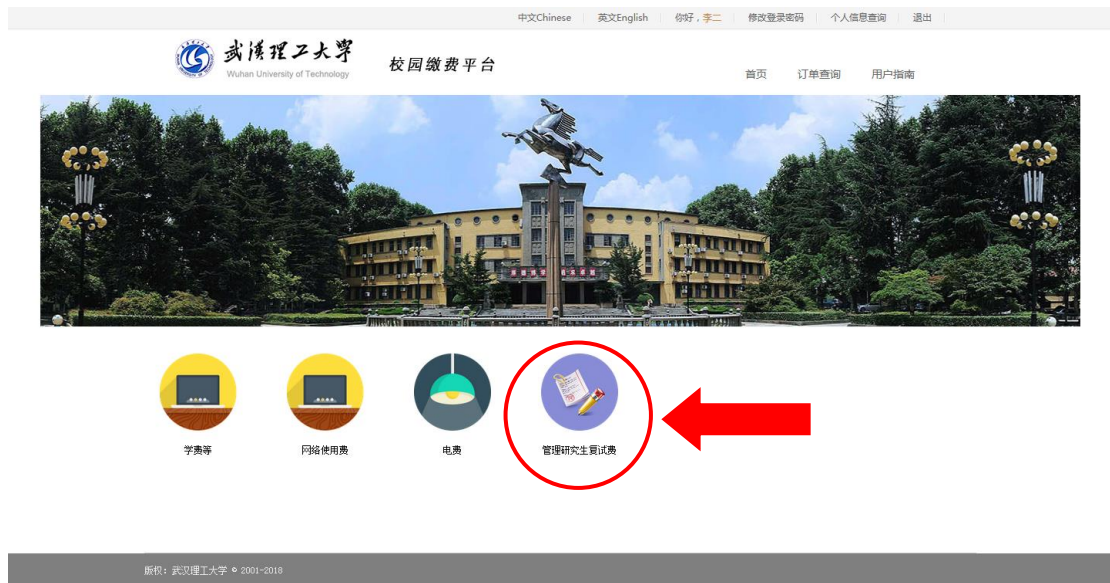 中文Chinese 英文English 你好，李二 修改登录密码 个人信息查询 退出
武汉理工大学
Wuhan University of Technology
校园缴费平台
首页 订单查询 用户指南
学费等 网络使用费 电费 管理研究生复试费
版权：武汉理工大学 © 2001-2018